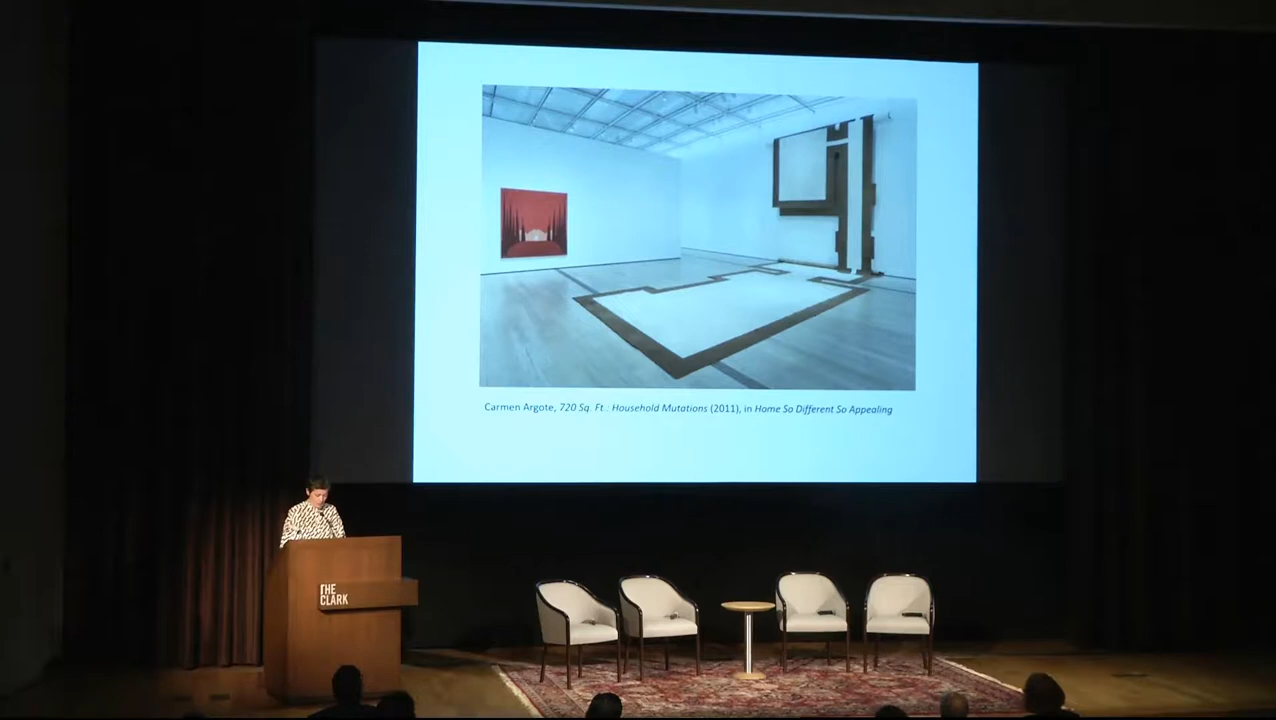 Carmen Argote, 720 Sq. Ft.: Household Mutations (2011), in Home So Different So Appealing
THE
CLARK